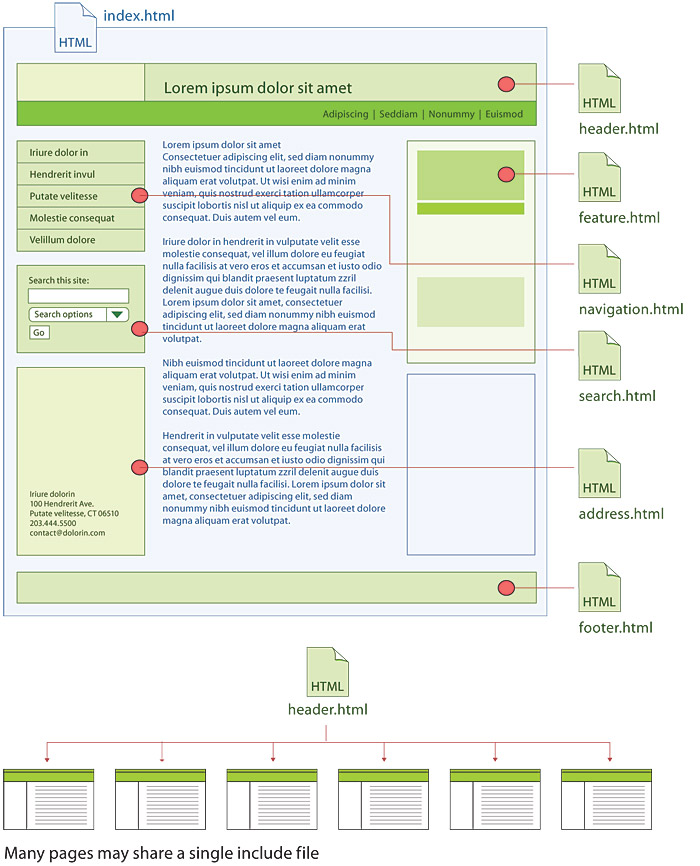 index.html
HTML
Lorem ipsum dolor sit amet
Adipiscing | Seddiam | Nonummy | Euismod
HTML
header.html
Iriure dolor in
Hendrerit invul
Putate velitesse
Molestie consequat
Velillum dolore
Search this site:
Search options
Go
Iriure dolorin
100 Hendrerit Ave.
Putate velitesse, CT 06510
203.444.5500
contact@dolorin.com
Lorem ipsum dolor sit amet
Consectetuer adipiscing elit, sed diam nonummy
nibh euismod tincidunt ut laoreet dolore magna
aliquam erat volutpat. Ut wisi enim ad minim
veniam, quis nostrud exerci tation ullamcorper
suscipit lobortis nisl ut aliquip ex ea commodo
consequat. Duis autem vel eum.
Iriure dolor in hendrerit in vulputate velit esse
molestie consequat, vel illum dolore eu feugiat
nulla facilisis at vero eros et accumsan et iusto odio
dignissim qui blandit praesent luptatum zzril
delenit augue duis dolore te feugait nulla facilisi.
Lorem ipsum dolor sit amet, consectetuer
adipiscing elit, sed diam nonummy nibh euismod
tincidunt ut laoreet dolore magna aliquam erat
volutpat.
Nibh euismod tincidunt ut laoreet dolore magna
aliquam erat volutpat. Ut wisi enim ad minim
veniam, quis nostrud exerci tation ullamcorper
suscipit lobortis nisl ut aliquip ex ea commodo
consequat. Duis autem vel eum.
Hendrerit in vulputate velit esse molestie
consequat, vel illum dolore eu feugiat nulla facilisis
at vero eros et accumsan et iusto odio dignissim qui
blandit praesent luptatum zzril delenit augue duis
dolore te feugait nulla facilisi. Lorem ipsum dolor sit
amet, consectetuer adipiscing elit, sed diam
nonummy nibh euismod tincidunt ut laoreet dolore
magna aliquam erat volutpat.
HTML
feature.html
HTML
navigation.html
HTML
search.html
HTML
address.html
HTML
footer.html
HTML
header.html
Many pages may share a single include file